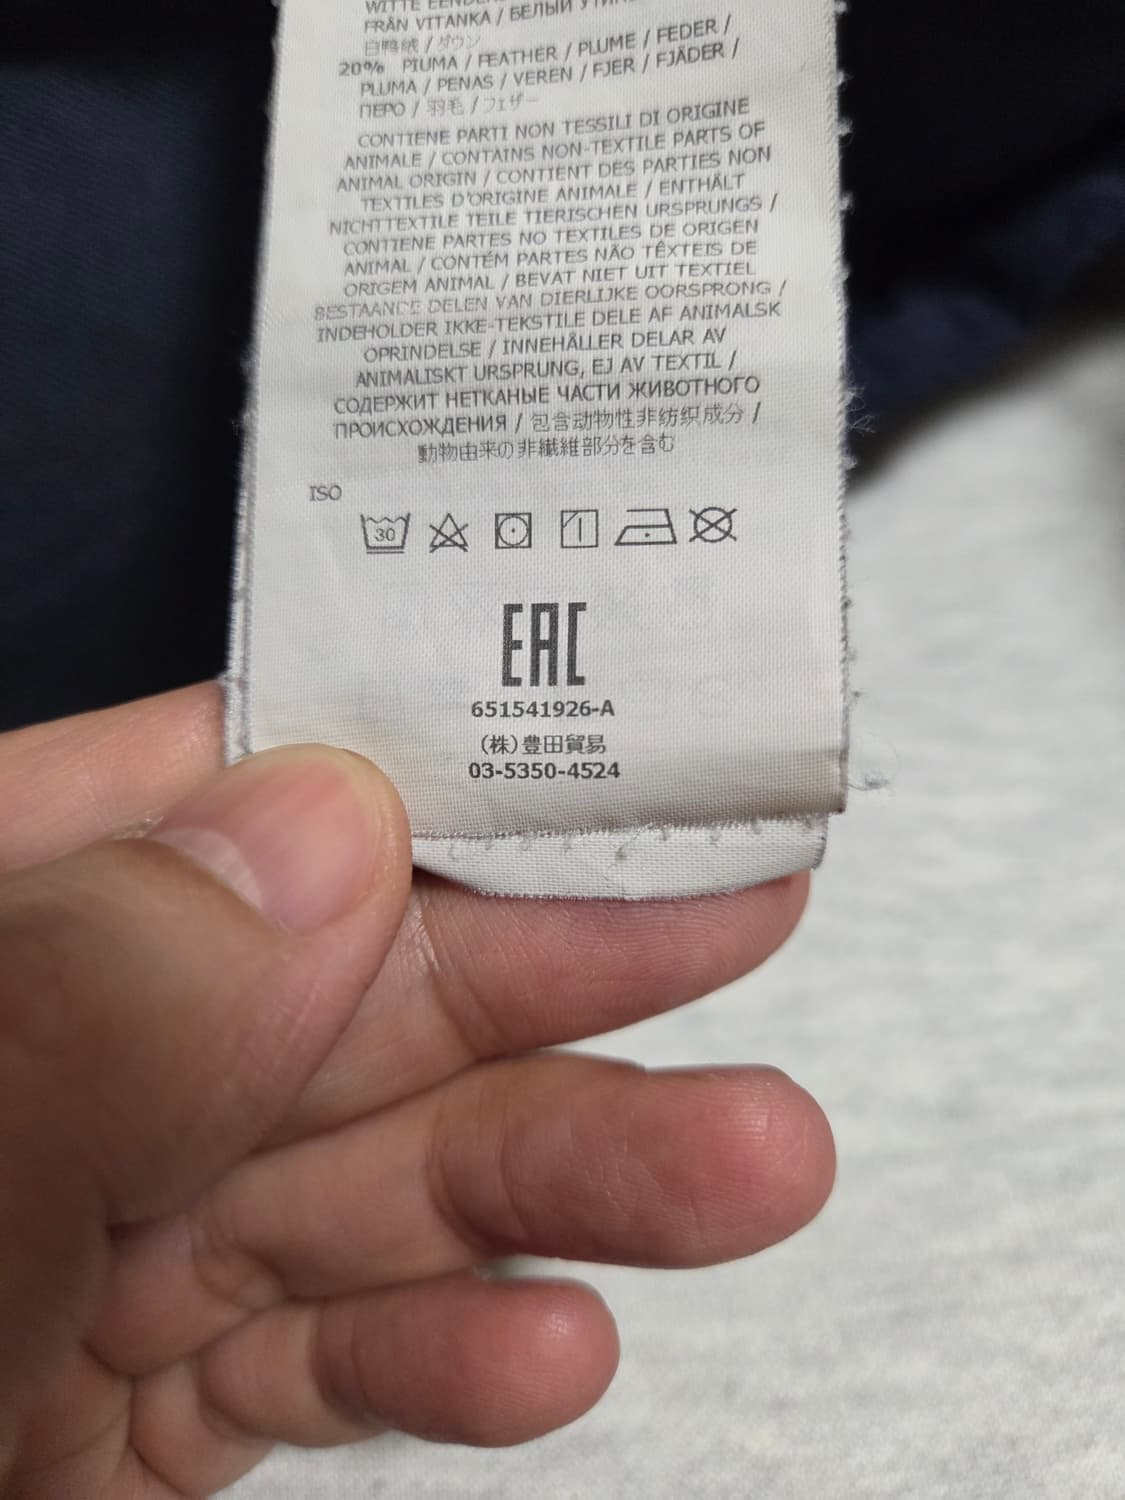 WITTE
FRÅN VITANKA / БЕЛЫЙ
白鸭绒 / ダウン
20% PIUMA / FEATHER / PLUME / FEDER /
PLUMA / PENAS / VEREN / FJER / FJÄDER /
ПЕРО / 羽毛 / フェザー
CONTIENE PARTI NON TESSILI DI ORIGINE
ANIMALE / CONTAINS NON-TEXTILE PARTS OF
ANIMAL ORIGIN / CONTIENT DES PARTIES NON
TEXTILES D'ORIGINE ANIMALE / ENTHÄLT
NICHTTEXTILE TEILE TIERISCHEN URSPRUNGS /
CONTIENE PARTES NO TEXTILES DE ORIGEN
ANIMAL / CONTÉM PARTES NÃO TÊXTEIS DE
ORIGEM ANIMAL / BEVAT NIET UIT TEXTIEL
BESTAANDE DELEN VAN DIERLIJKE OORSPRONG /
INDEHOLDER IKKE-TEKSTILE DELE AF ANIMALSK
OPRINDELSE / INNEHÅLLER DELAR AV
ANIMALISKT URSPRUNG, EJ AV TEXTIL /
СОДЕРЖИТ НЕТКАНЫЕ ЧАСТИ ЖИВОТНОГО
ПРОИСХОЖДЕНИЯ / 包含动物性非纺织成分 /
動物由来の非繊維部分を含む
ISO
30
EAC
651541926-A
(株)豊田貿易
03-5350-4524